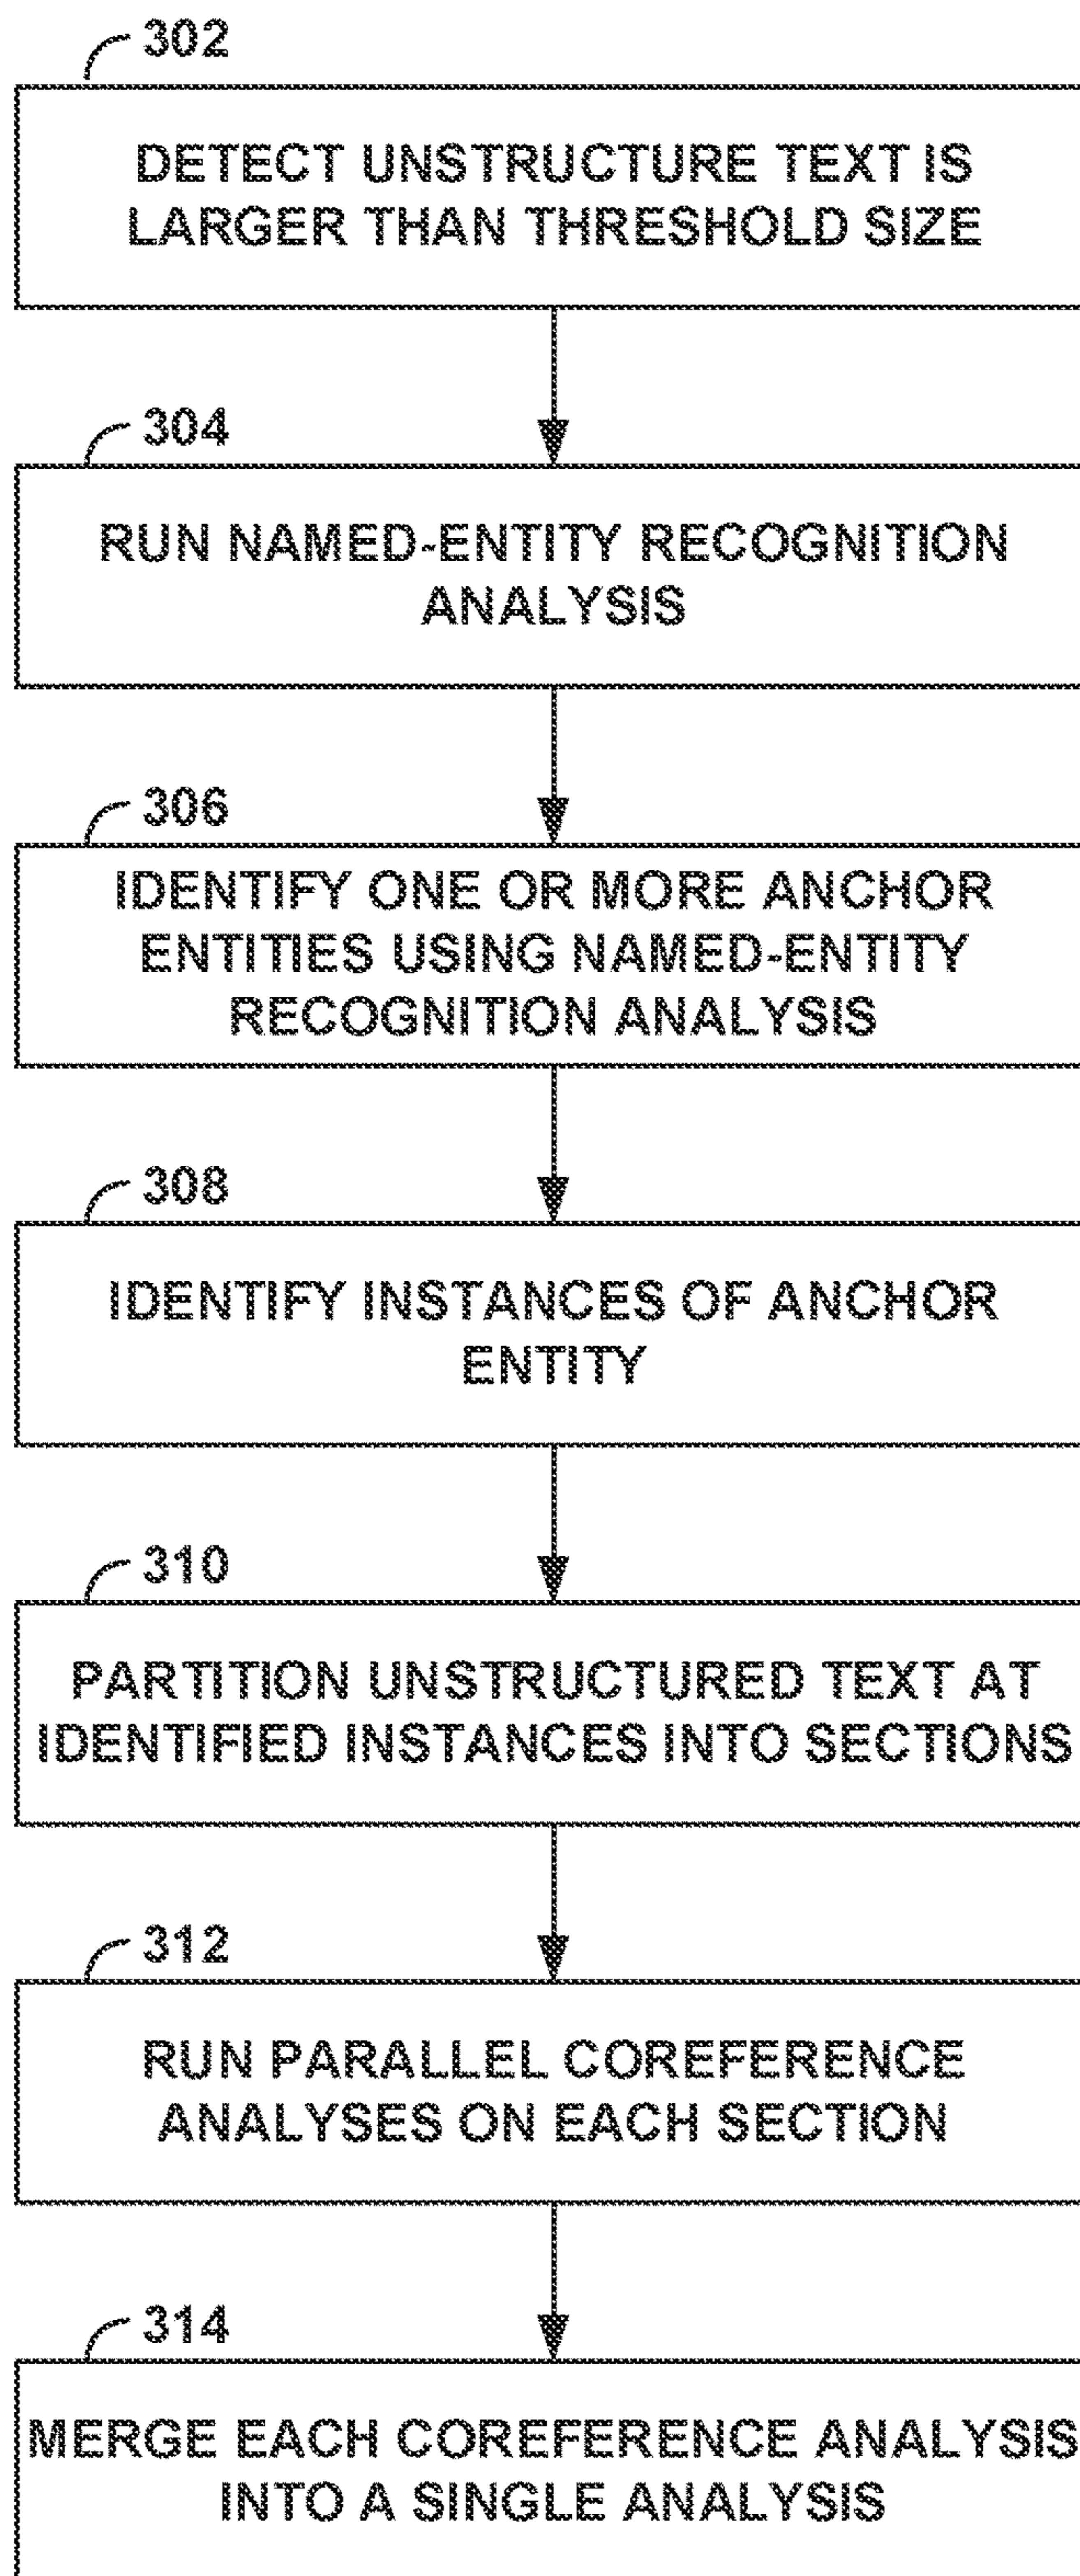 302
DETECT UNSTRUCTURE TEXT IS
LARGER THAN THRESHOLD SIZE
304
RUN NAMED-ENTITY RECOGNITION
ANALYSIS
306
IDENTIFY ONE OR MORE ANCHOR
ENTITIES USING NAMED-ENTITY
RECOGNITION ANALYSIS
308
IDENTIFY INSTANCES OF ANCHOR
ENTITY
310
PARTITION UNSTRUCTURED TEXT AT
IDENTIFIED INSTANCES INTO SECTIONS
312
RUN PARALLEL COREFERENCE
ANALYSES ON EACH SECTION
314
MERGE EACH COREFERENCE ANALYSIS
INTO A SINGLE ANALYSIS